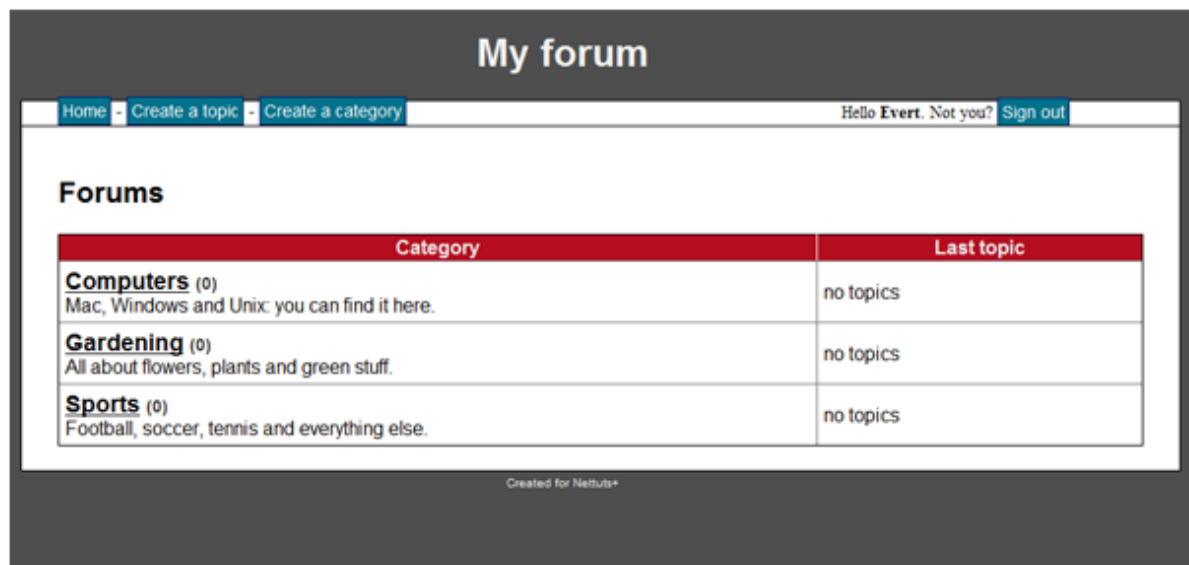 My forum
Home - Create a topic - Create a category Hello Evert. Not you? Sign out
Forums
Category Last topic
Computers (0)
Mac, Windows and Unix: you can find it here.
no topics
Gardening (0)
All about flowers, plants and green stuff.
no topics
Sports (0)
Football, soccer, tennis and everything else.
no topics
Created for Nettuts+